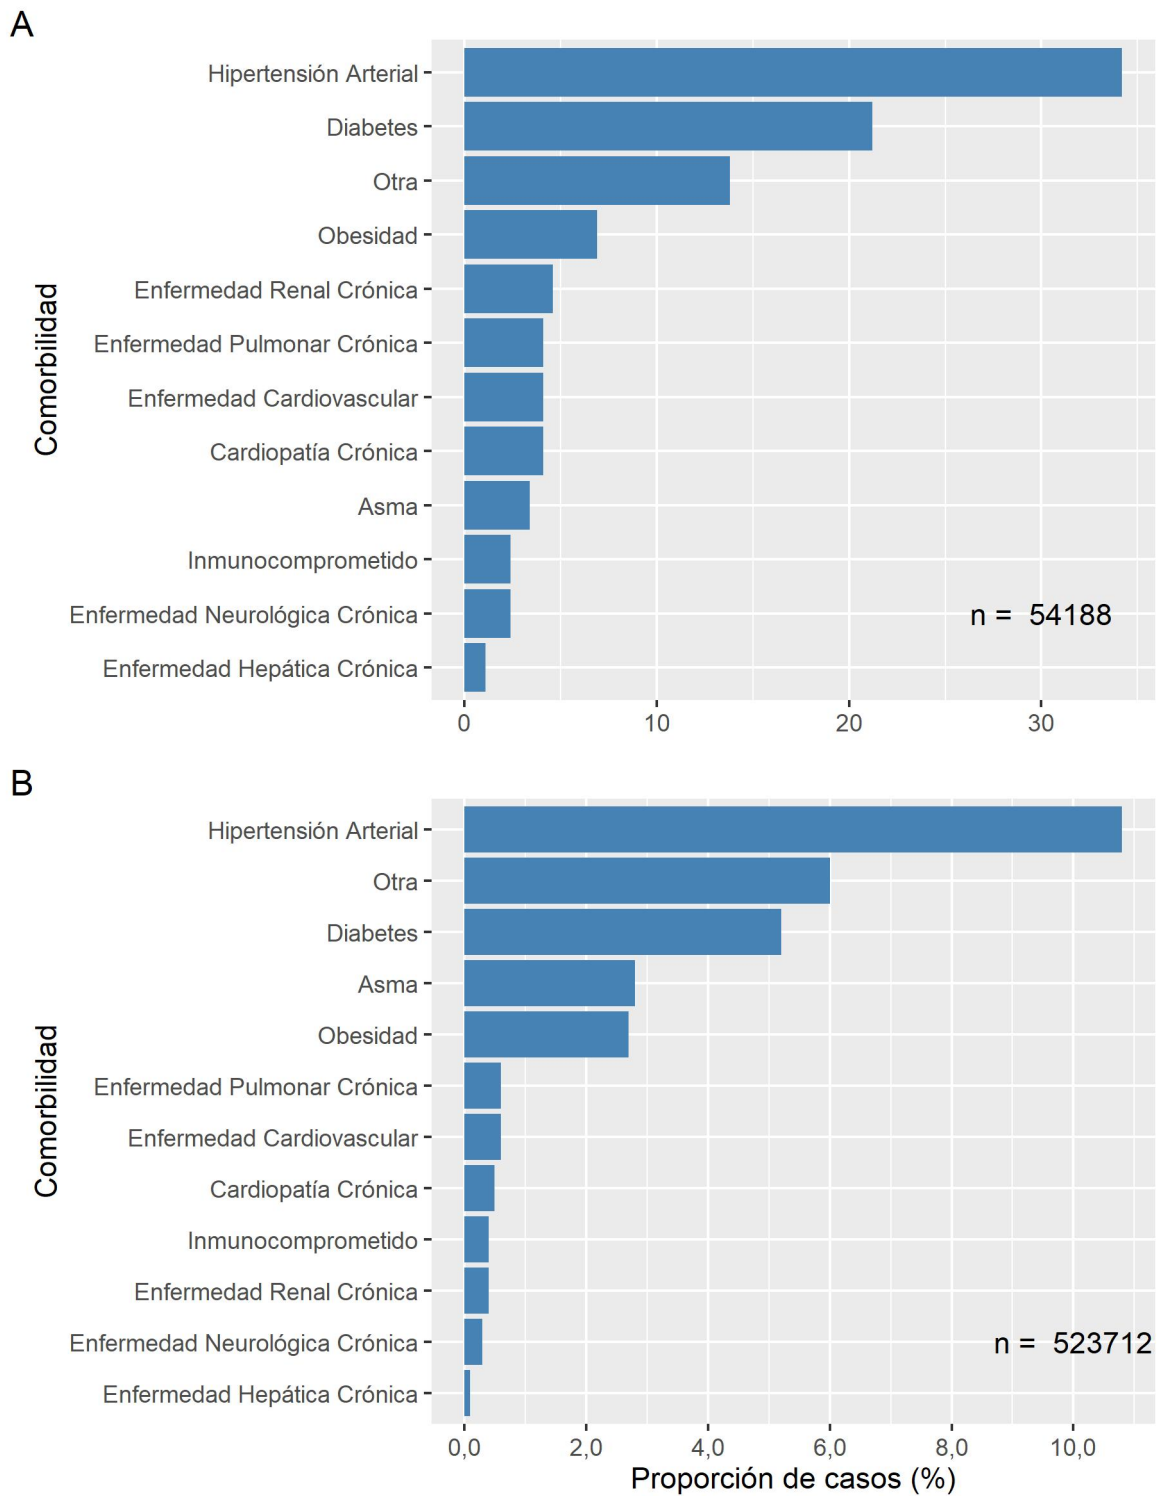 A
Hipertensión Arterial
Diabetes
Otra
Obesidad
Enfermedad Renal Crónica
Enfermedad Pulmonar Crónica
Enfermedad Cardiovascular
Cardiopatía Crónica
Asma
Inmunocomprometido
Enfermedad Neurológica Crónica
Enfermedad Hepática Crónica
Comorbilidad
n = 54188
0 10 20 30
B
Hipertensión Arterial
Otra
Diabetes
Asma
Obesidad
Enfermedad Pulmonar Crónica
Enfermedad Cardiovascular
Cardiopatía Crónica
Inmunocomprometido
Enfermedad Renal Crónica
Enfermedad Neurológica Crónica
Enfermedad Hepática Crónica
Comorbilidad
n = 523712
0,0 2,0 4,0 6,0 8,0 10,0
Proporción de casos (%)